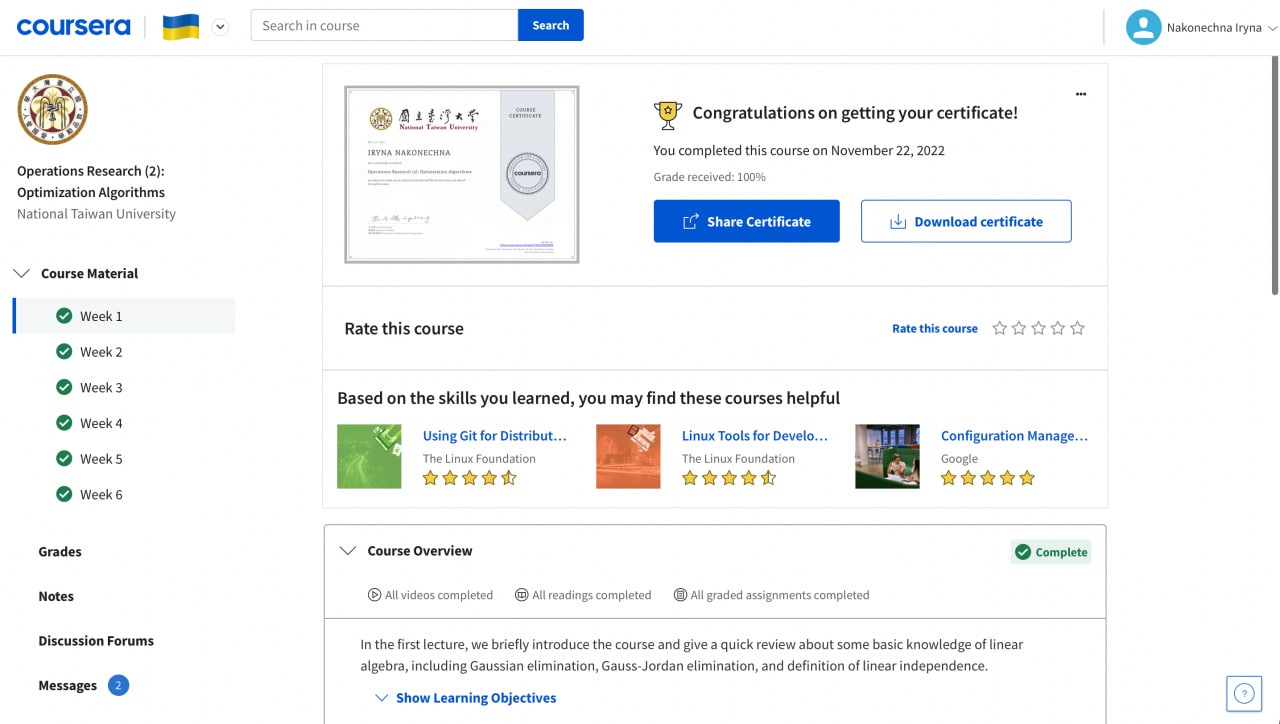 coursera
Search in course
Search
Nakonechna Iryna
Operations Research (2):
Optimization Algorithms
National Taiwan University
Course Material
Week 1
Week 2
Week 3
Week 4
Week 5
Week 6
Grades
Notes
Discussion Forums
Messages 2
國立臺灣大學
National Taiwan University
COURSE
CERTIFICATE
IRYNA NAKONECHNA
Operations Research (2): Optimization Algorithms
coursera
Congratulations on getting your certificate!
You completed this course on November 22, 2022
Grade received: 100%
Share Certificate
Download certificate
Rate this course
Rate this course
Based on the skills you learned, you may find these courses helpful
Using Git for Distribut…
The Linux Foundation
Linux Tools for Develo…
The Linux Foundation
Configuration Manage…
Google
Course Overview
Complete
All videos completed
All readings completed
All graded assignments completed
In the first lecture, we briefly introduce the course and give a quick review about some basic knowledge of linear
algebra, including Gaussian elimination, Gauss-Jordan elimination, and definition of linear independence.
Show Learning Objectives
?